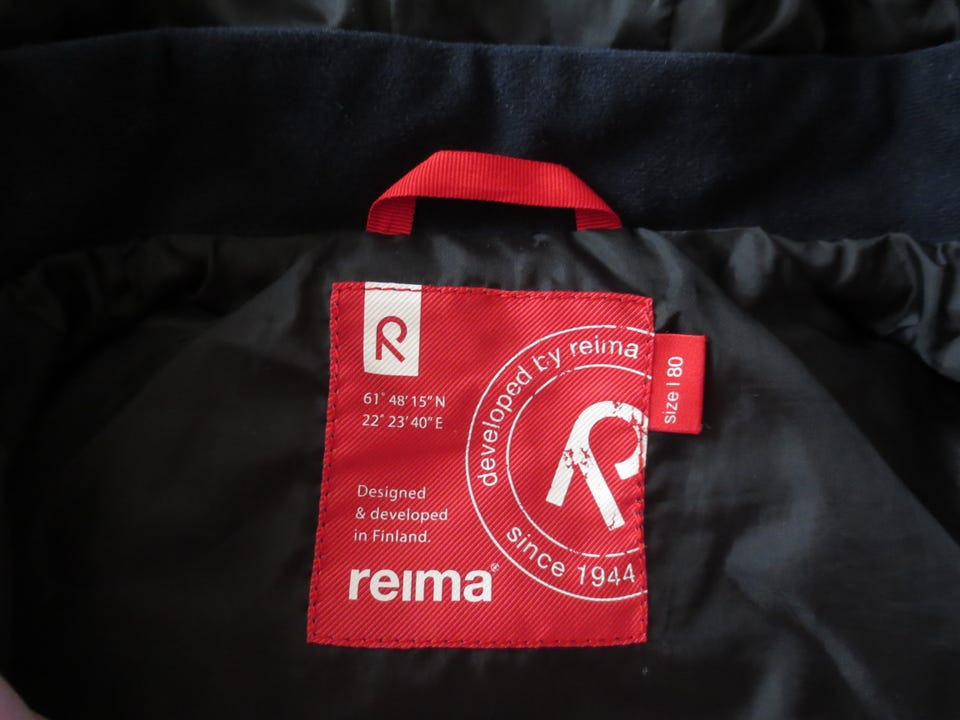 R
61° 48' 15" N
22° 23' 40" E
Designed
& developed
in Finland.
reima®
developed by reima
R
since 1944
size | 80